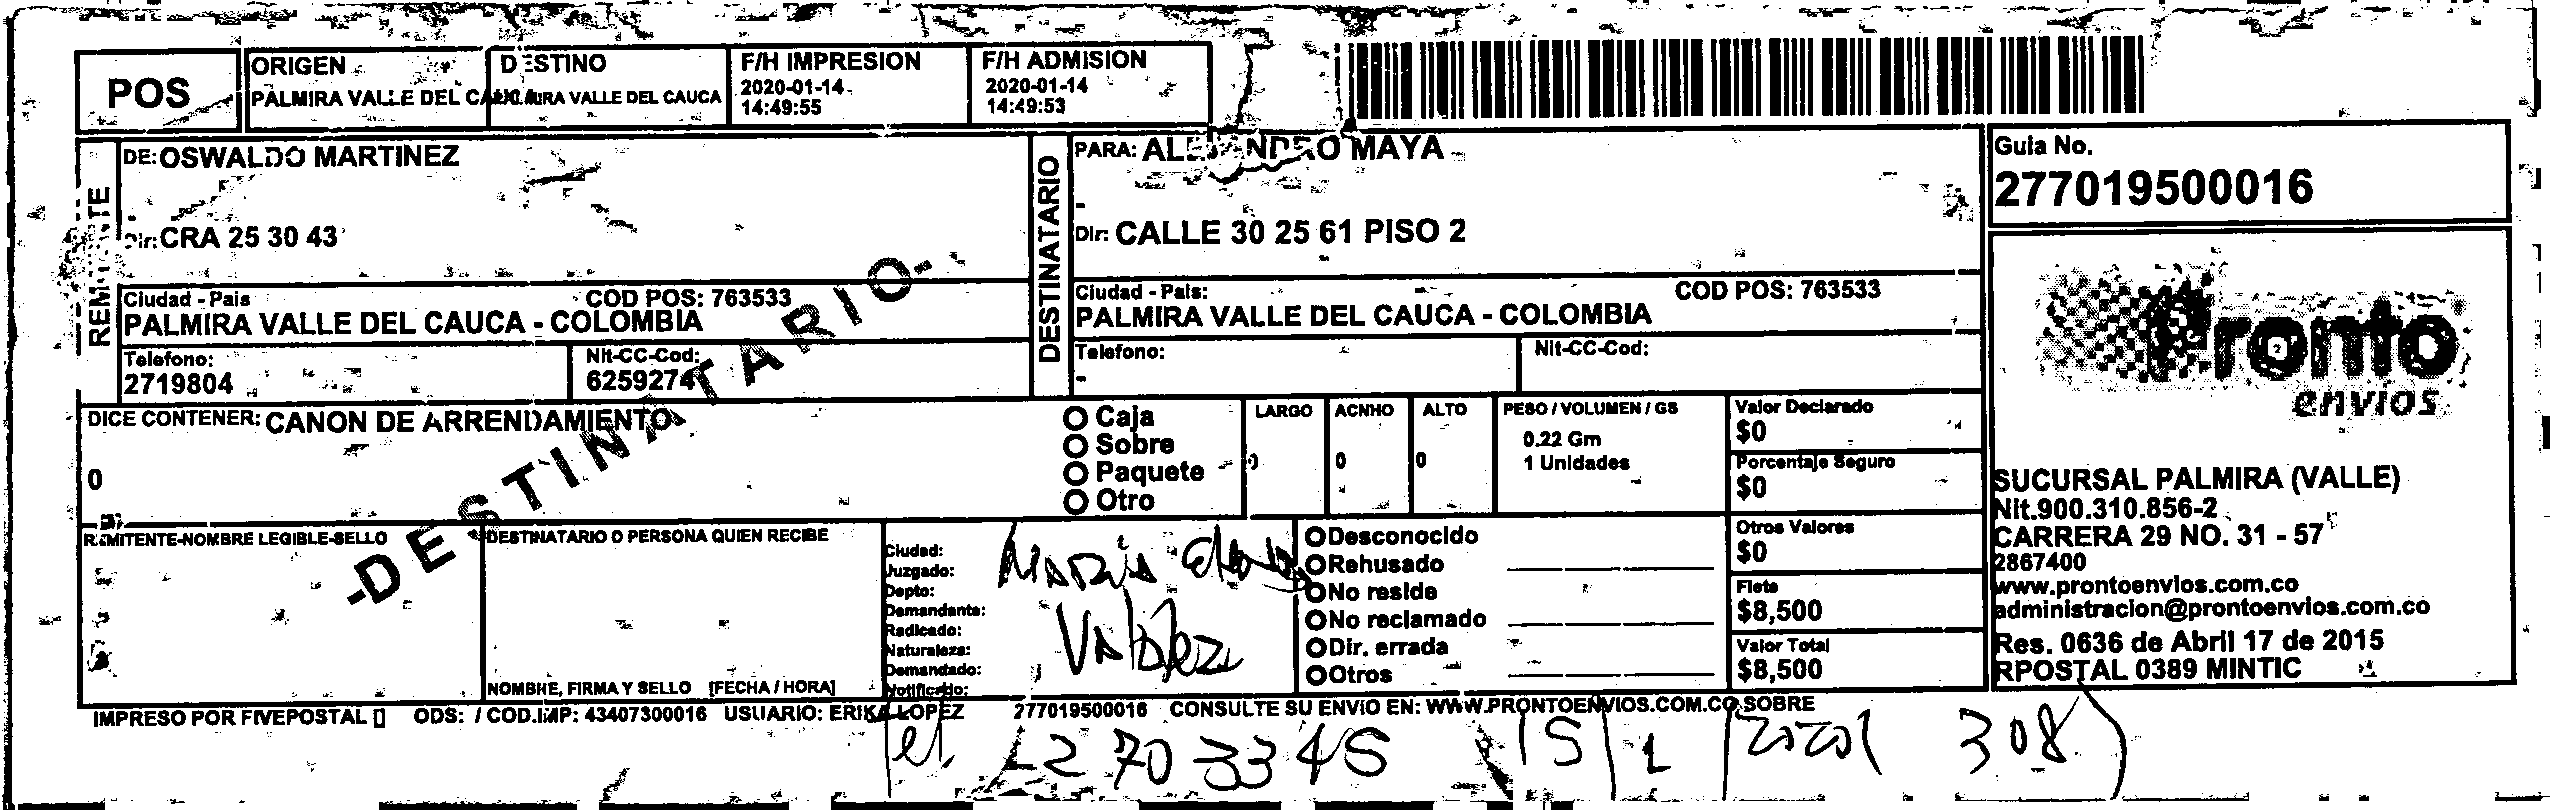 POS
ORIGEN
PALMIRA VALLE DEL
DESTINO
VALLE DEL CAUCA
F/H IMPRESION
2020-01-14
14:49:55
F/H ADMISION
2020-01-14
14:49:53
REMITENTE
DE: OSWALDO MARTINEZ
-
Dir: CRA 25 30 43
Ciudad - Pais
COD POS: 763533
PALMIRA VALLE DEL CAUCA - COLOMBIA
Telefono:
2719804
Nit-CC-Cod:
6259274
DESTINATARIO
PARA: ALEJANDRO MAYA
-
Dir: CALLE 30 25 61 PISO 2
Ciudad - Pais:
COD POS: 763533
PALMIRA VALLE DEL CAUCA - COLOMBIA
Telefono:
-
Nit-CC-Cod:
Guia No.
277019500016
Pronto
envios
SUCURSAL PALMIRA (VALLE)
Nit.900.310.856-2
CARRERA 29 NO. 31 - 57
2867400
www.prontoenvios.com.co
administracion@prontoenvios.com.co
Res. 0636 de Abril 17 de 2015
RPOSTAL 0389 MINTIC
DICE CONTENER: CANON DE ARRENDAMIENTO
0
-DESTINATARIO-
Caja
Sobre
Paquete
Otro
LARGO
0
ACNHO
0
ALTO
0
PESO / VOLUMEN / GS
0.22 Gm
1 Unidades
Valor Declarado
$0
Porcentaje Seguro
$0
Otros Valores
$0
Flete
$8,500
Valor Total
$8,500
REMITENTE-NOMBRE LEGIBLE-SELLO
DESTINATARIO O PERSONA QUIEN RECIBE
NOMBRE, FIRMA Y SELLO [FECHA / HORA]
Ciudad:
Juzgado:
Depto:
Demandante:
Radicado:
Naturaleza:
Demandado:
Notificado:
Maria Elena
Valdez
Desconocido
Rehusado
No reside
No reclamado
Dir. errada
Otros
IMPRESO POR FIVEPOSTAL [] ODS: / COD.IMP: 43407300016 USUARIO: ERIKA LOPEZ 277019500016 CONSULTE SU ENVIO EN: WWW.PRONTOENVIOS.COM.CO SOBRE
2703345 15/1/2020 308